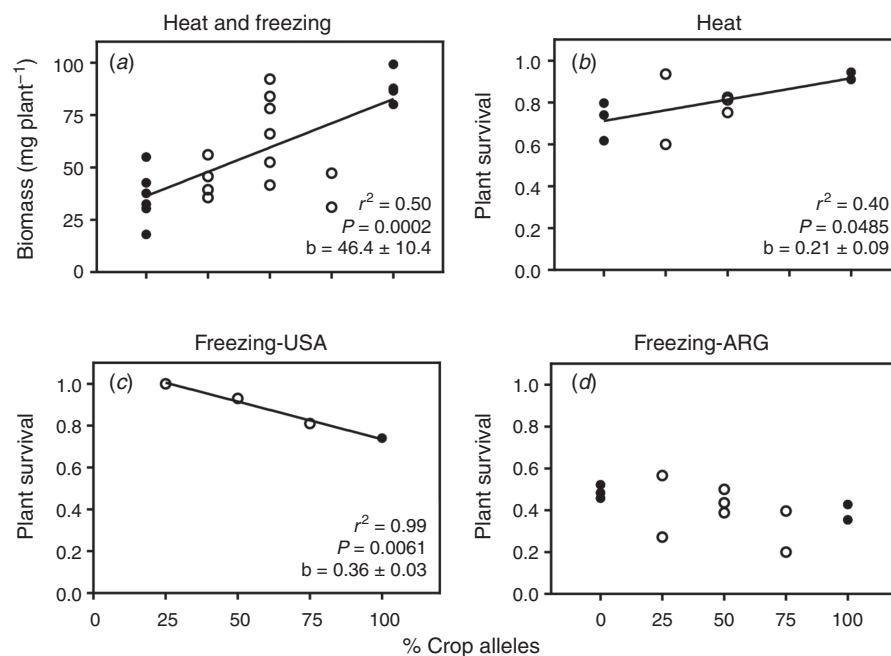 Heat and freezing
Heat
(a)
100
75
50
25
0
Biomass (mg plant⁻¹)
r² = 0.50
P = 0.0002
b = 46.4 ± 10.4
(b)
1.0
0.8
0.6
0.4
0.2
0.0
Plant survival
r² = 0.40
P = 0.0485
b = 0.21 ± 0.09
Freezing-USA
Freezing-ARG
(c)
1.0
0.8
0.6
0.4
0.2
0.0
Plant survival
r² = 0.99
P = 0.0061
b = 0.36 ± 0.03
0 25 50 75 100
(d)
1.0
0.8
0.6
0.4
0.2
0.0
Plant survival
0 25 50 75 100
% Crop alleles